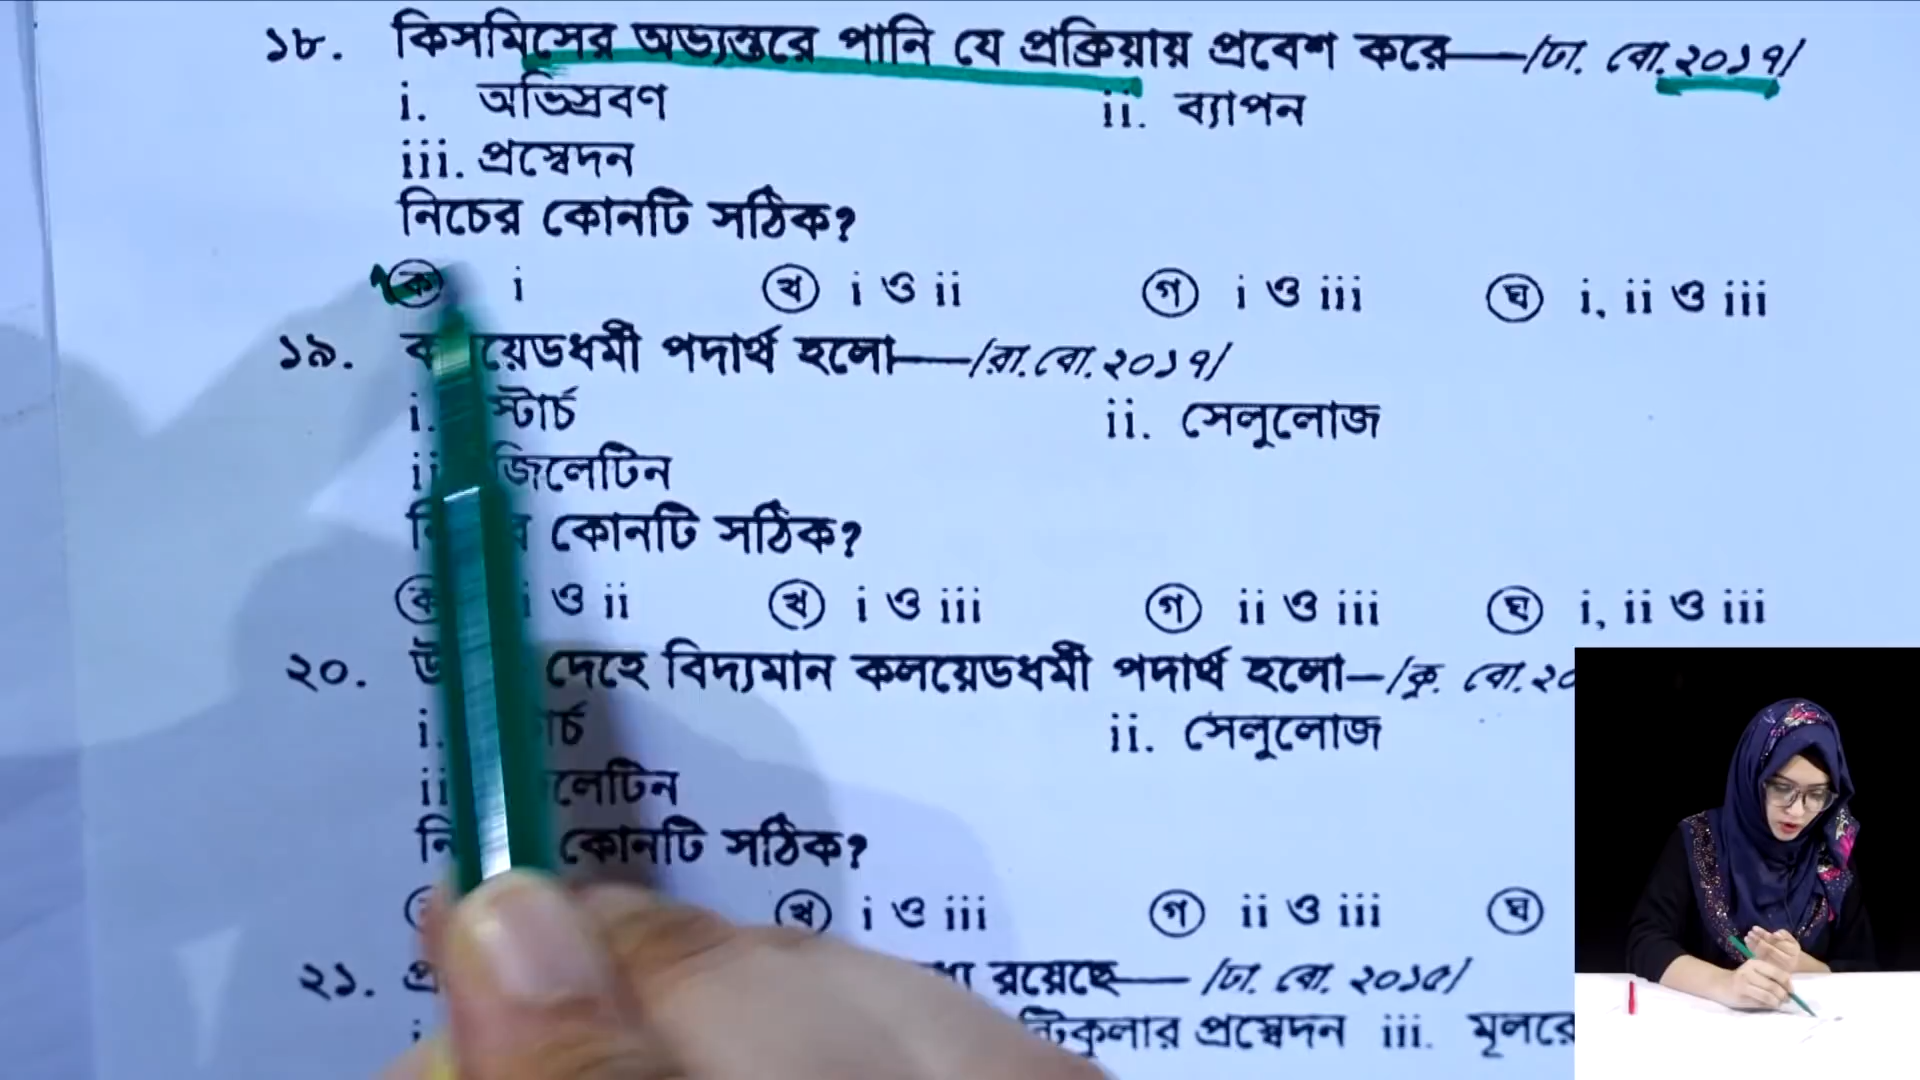 ১৮. কিসমিসের অভ্যন্তরে পানি যে প্রক্রিয়ায় প্রবেশ করে—/ঢা. বো. ২০১৭/
i. অভিস্রবণ ii. ব্যাপন
iii. প্রস্বেদন
নিচের কোনটি সঠিক?
ক i খ i ও ii গ i ও iii ঘ i, ii ও iii
১৯. য়েডধর্মী পদার্থ হলো—/রা. বো. ২০১৭/
i. স্টার্চ ii. সেলুলোজ
জিলেটিন
কোনটি সঠিক?
ক i ও ii খ i ও iii গ ii ও iii ঘ i, ii ও iii
২০. দেহে বিদ্যমান কলয়েডধর্মী পদার্থ হলো—/কু. বো. ২০
i. র্চ ii. সেলুলোজ
লেটিন
কোনটি সঠিক?
খ i ও iii গ ii ও iii ঘ
২১. রয়েছে— /ঢা. বো. ২০১৫/
টিকুলার প্রস্বেদন iii. মূলরো